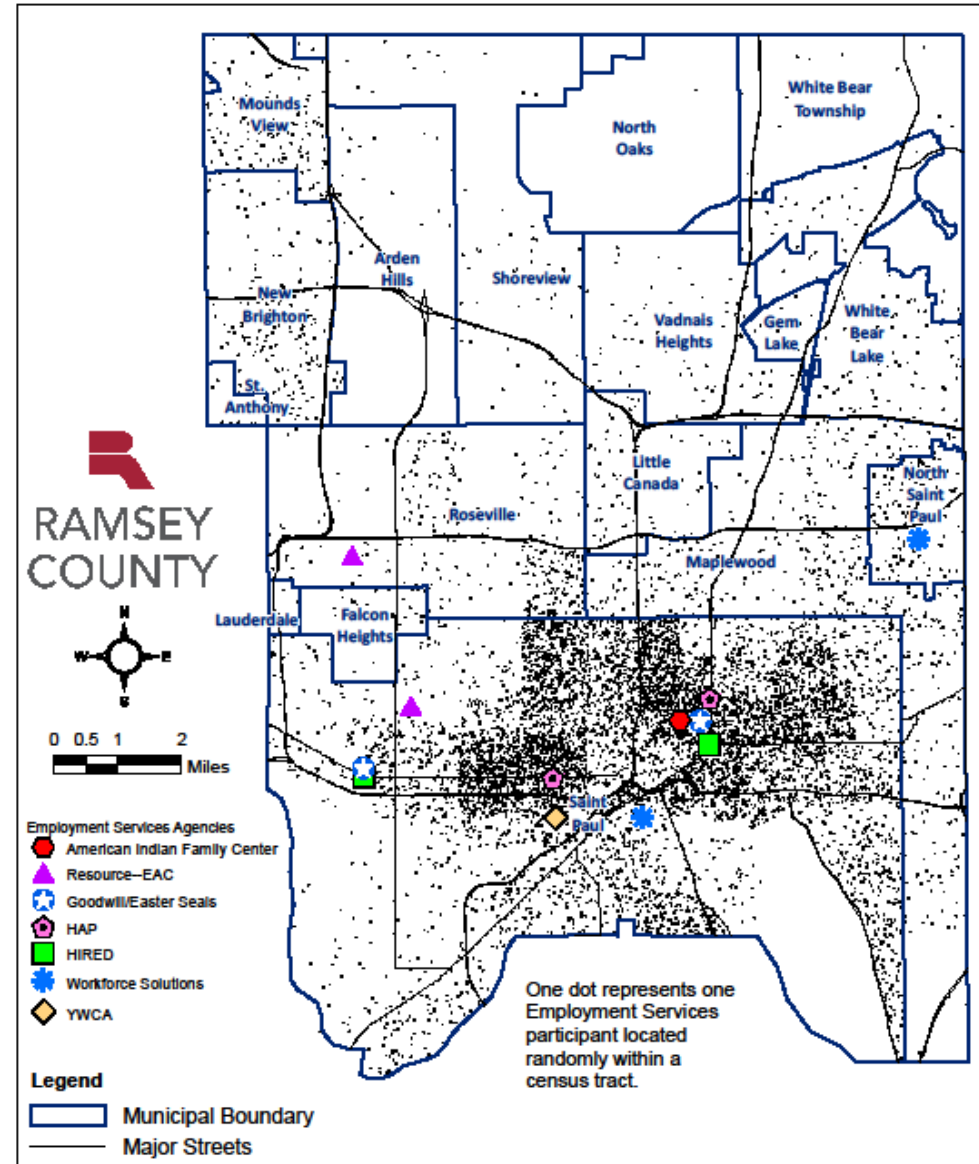 Mounds
View
White Bear
Township
North
Oaks
Arden
Hills
Shoreview
New
Brighton
Vadnais
Heights
Gem
Lake
White
Bear
Lake
St.
Anthony
Little
Canada
North
Saint
Paul
Roseville
Maplewood
RAMSEY
COUNTY
Lauderdale
Falcon
Heights
N
W
E
S
0 0.5 1 2
Miles
Saint
Paul
Employment Services Agencies
American Indian Family Center
Resource--EAC
Goodwill/Easter Seals
HAP
HIRED
Workforce Solutions
YWCA
One dot represents one
Employment Services
participant located
randomly within a
census tract.
Legend
Municipal Boundary
Major Streets